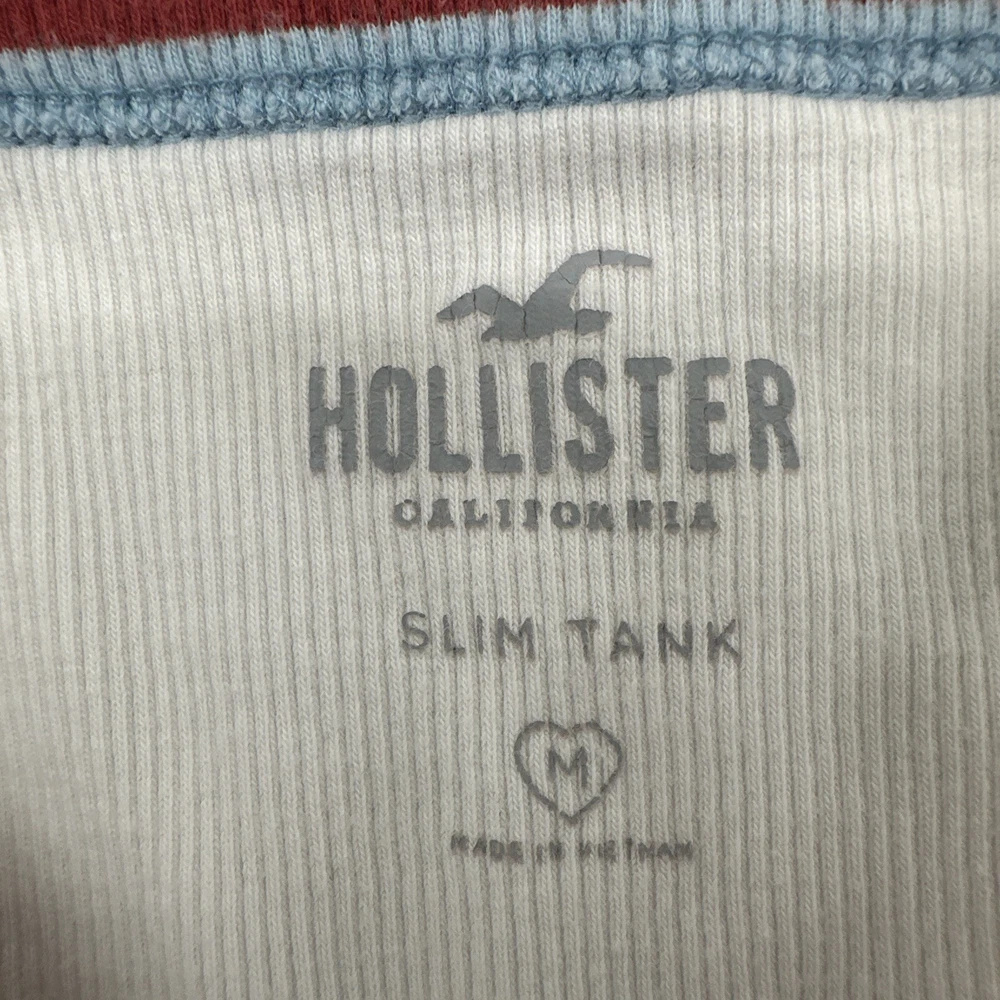 HOLLISTER
CALIFORNIA
SLIM TANK
M
MADE IN VIETNAM